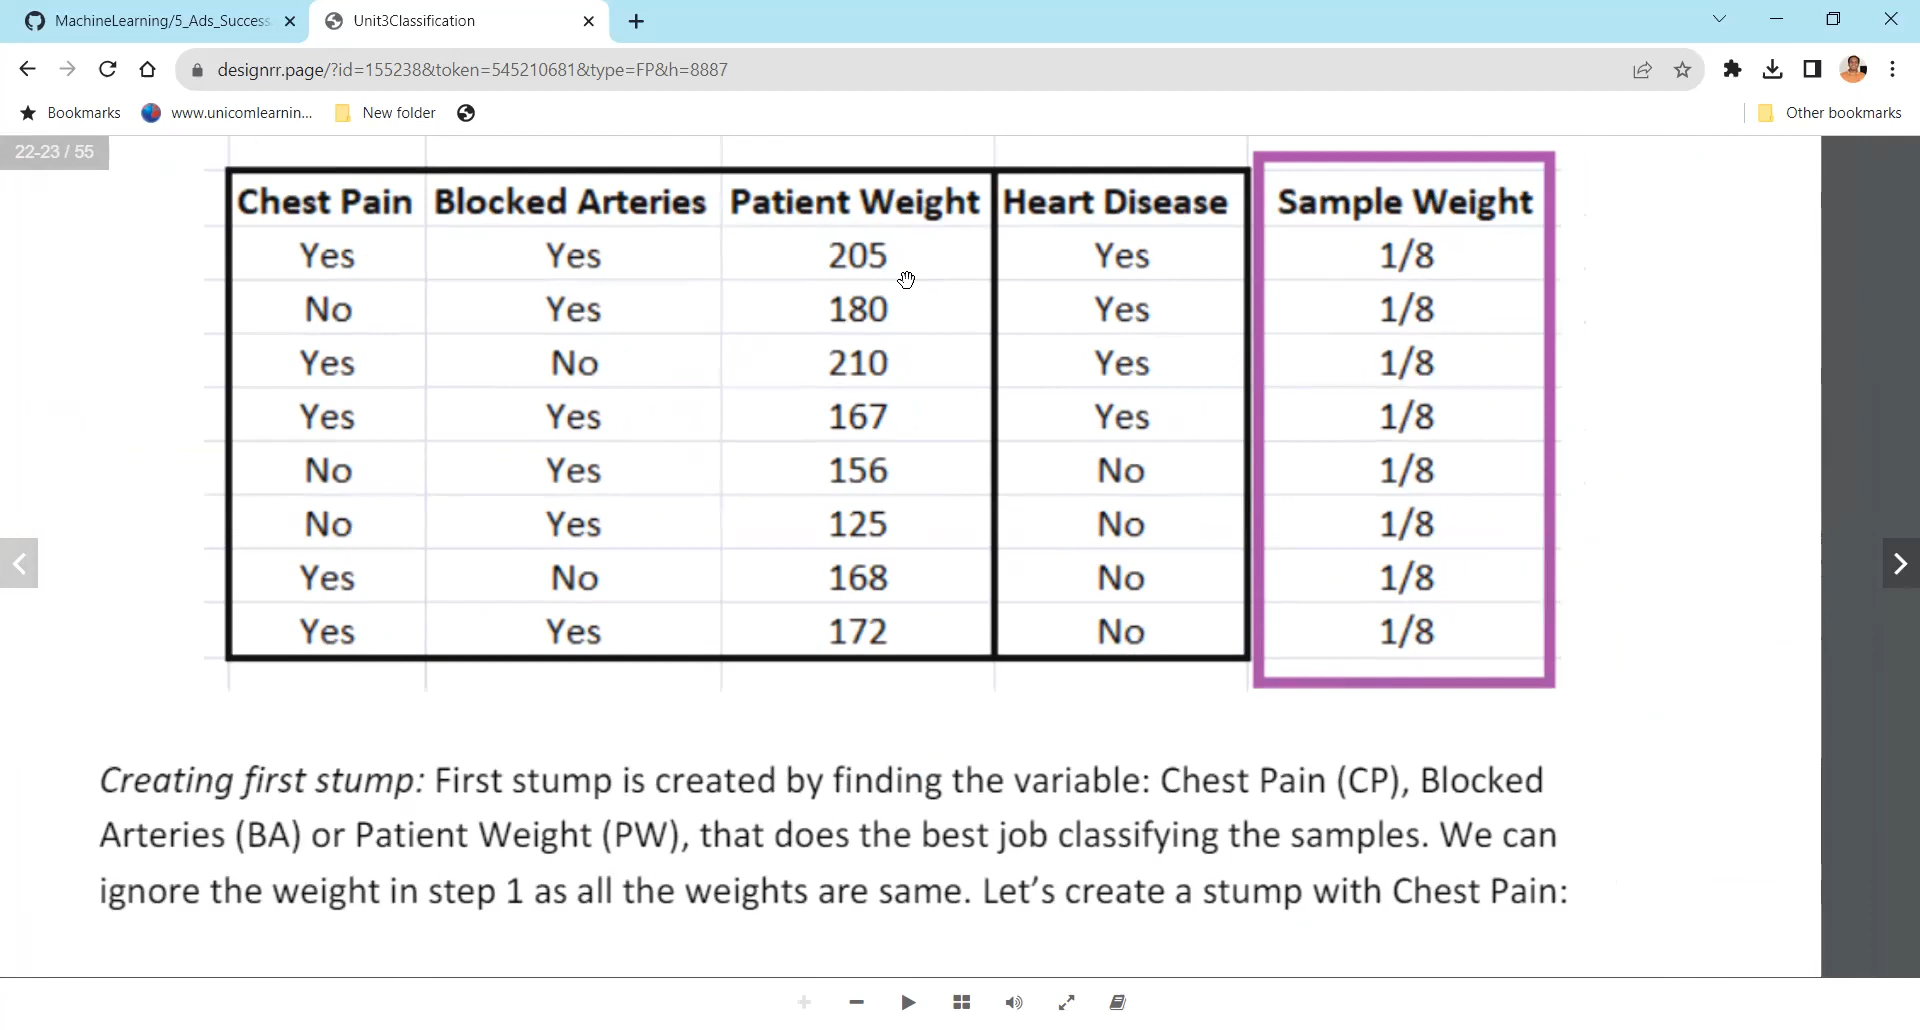 MachineLearning/5_Ads_Success
Unit3Classification
designrr.page/?id=155238&token=545210681&type=FP&h=8887
Bookmarks www.unicomlearnin... New folder Other bookmarks
22-23 / 55
Chest Pain Blocked Arteries Patient Weight Heart Disease Sample Weight
Yes Yes 205 Yes 1/8
No Yes 180 Yes 1/8
Yes No 210 Yes 1/8
Yes Yes 167 Yes 1/8
No Yes 156 No 1/8
No Yes 125 No 1/8
Yes No 168 No 1/8
Yes Yes 172 No 1/8
Creating first stump: First stump is created by finding the variable: Chest Pain (CP), Blocked
Arteries (BA) or Patient Weight (PW), that does the best job classifying the samples. We can
ignore the weight in step 1 as all the weights are same. Let's create a stump with Chest Pain: